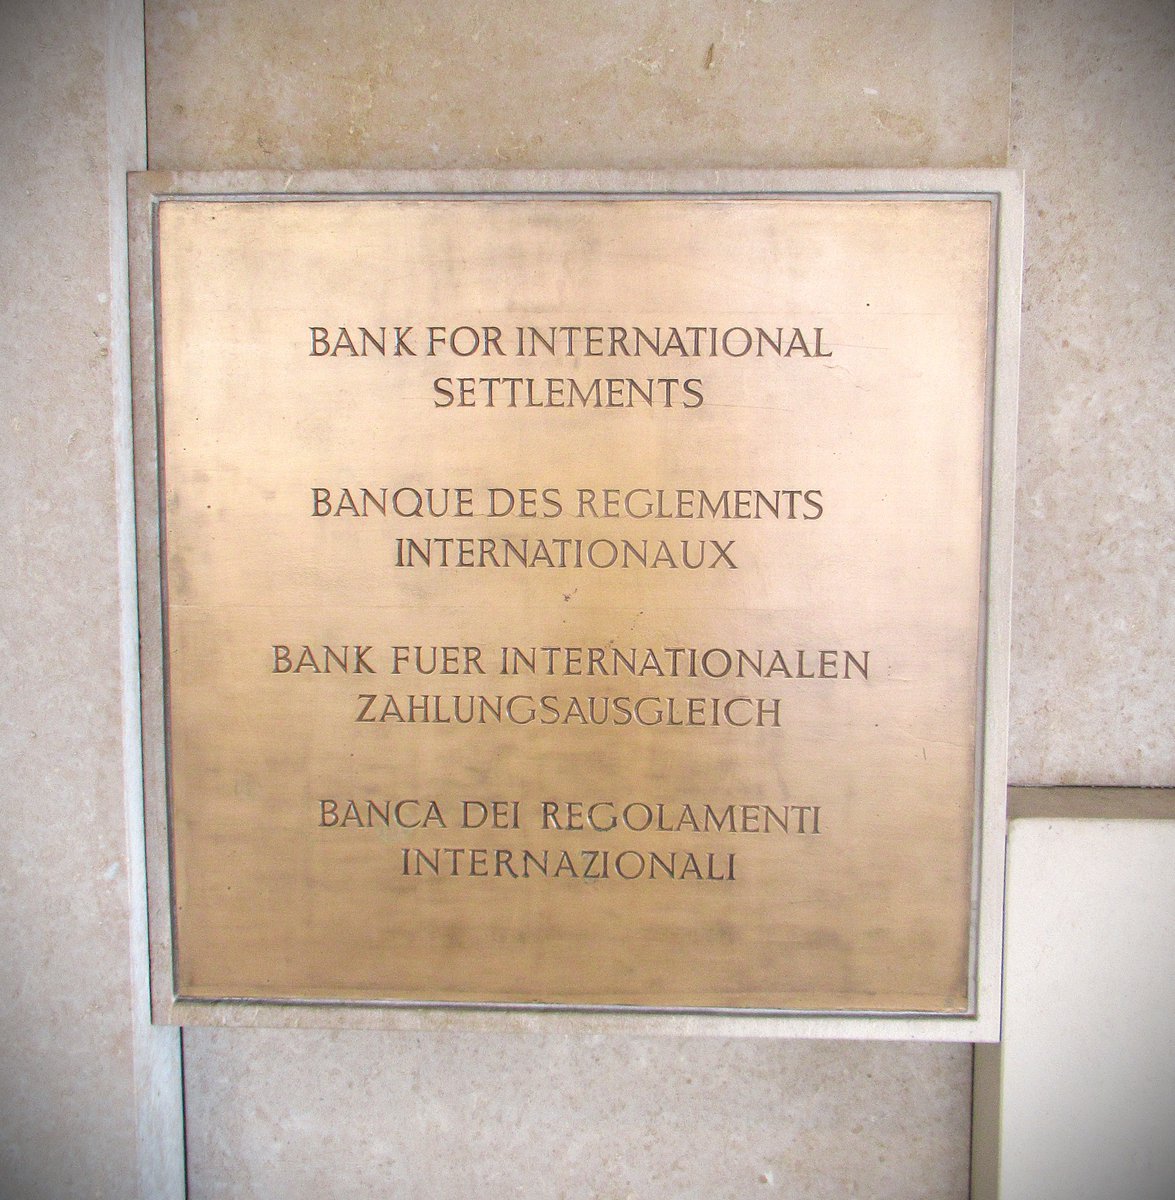 BANK FOR INTERNATIONAL
SETTLEMENTS
BANQUE DES REGLEMENTS
INTERNATIONAUX
BANK FUER INTERNATIONALEN
ZAHLUNGSAUSGLEICH
BANCA DEI REGOLAMENTI
INTERNAZIONALI